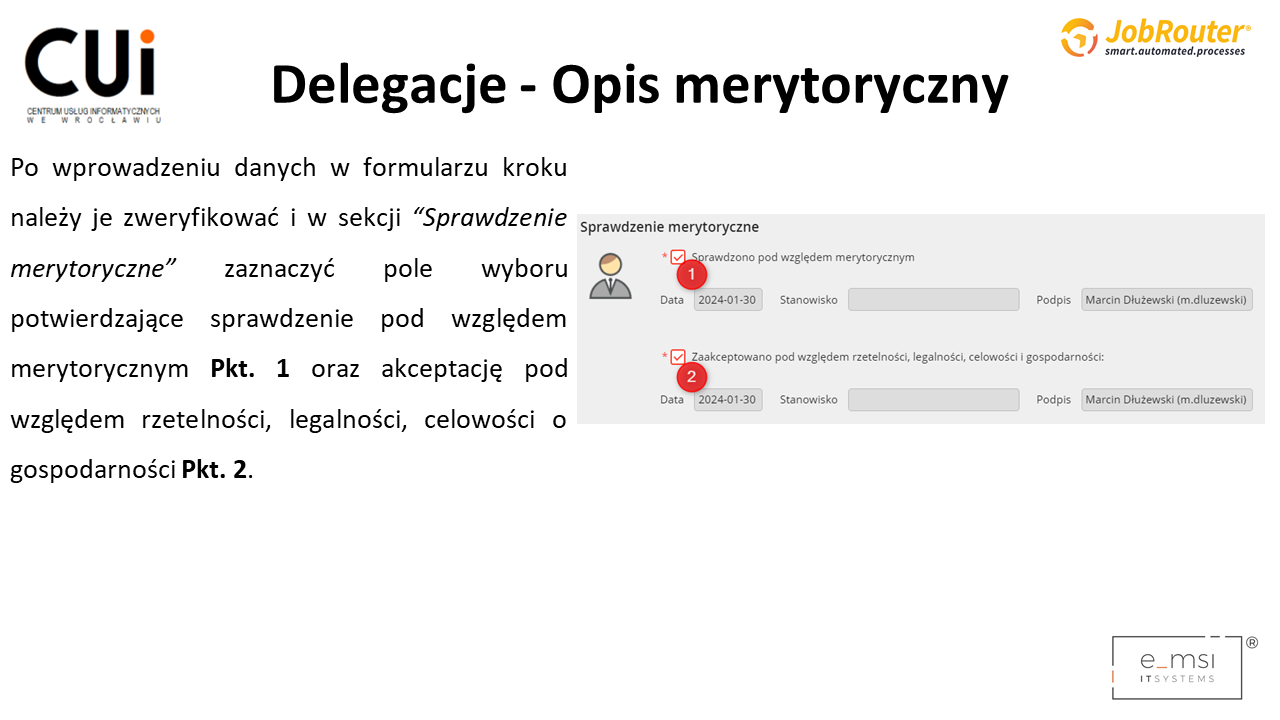 CUi
CENTRUM USŁUG INFORMATYCZNYCH
WE WROCŁAWIU
JobRouter®
smart.automated.processes
Delegacje - Opis merytoryczny
Po wprowadzeniu danych w formularzu kroku
należy je zweryfikować i w sekcji “Sprawdzenie
merytoryczne” zaznaczyć pole wyboru
potwierdzające sprawdzenie pod względem
merytorycznym Pkt. 1 oraz akceptację pod
względem rzetelności, legalności, celowości o
gospodarności Pkt. 2.
Sprawdzenie merytoryczne
* Sprawdzono pod względem merytorycznym
1
Data 2024-01-30 Stanowisko Podpis Marcin Dłużewski (m.dluzewski)
* Zaakceptowano pod względem rzetelności, legalności, celowości i gospodarności:
2
Data 2024-01-30 Stanowisko Podpis Marcin Dłużewski (m.dluzewski)
e_msi ®
ITSYSTEMS